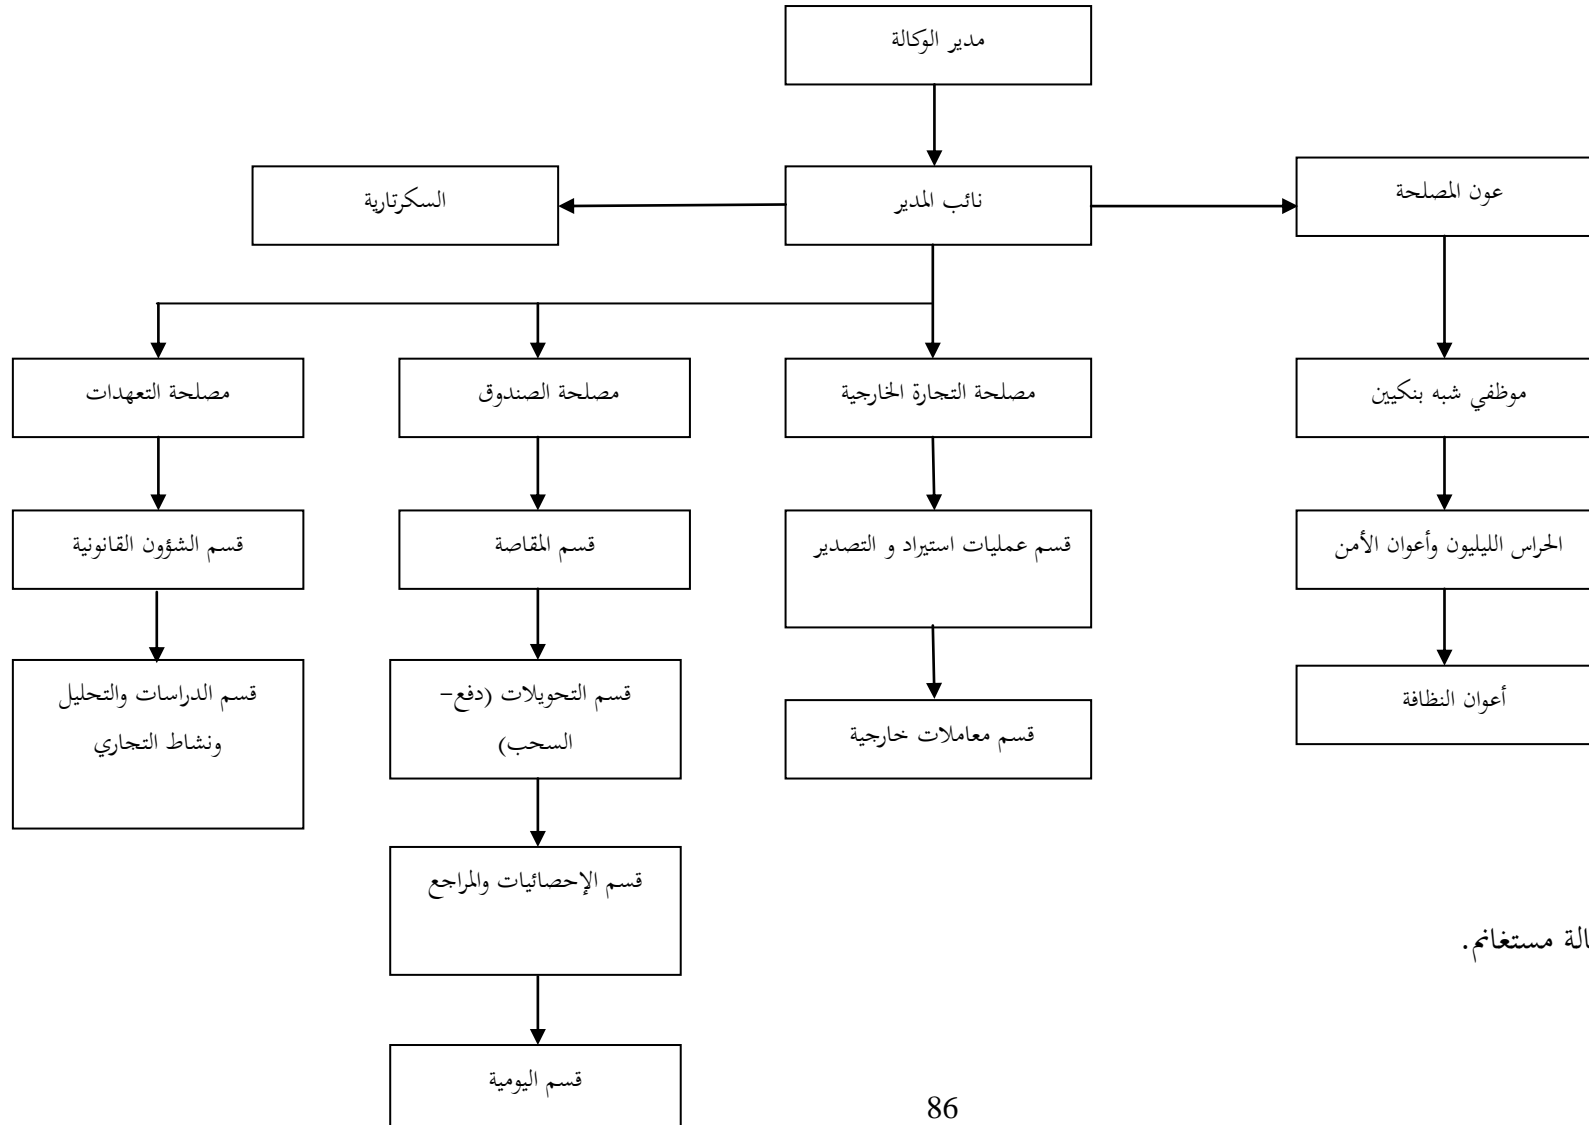 مدير الوكالة
عون المصلحة
نائب المدير
السكرتارية
موظفي شبه بنكيين
مصلحة التجارة الخارجية
مصلحة الصندوق
مصلحة التعهدات
الحراس الليليون وأعوان الأمن
قسم عمليات استيراد و التصدير
قسم المقاصة
قسم الشؤون القانونية
أعوان النظافة
قسم معاملات خارجية
قسم التحويلات (دفع-
السحب)
قسم الدراسات والتحليل
ونشاط التجاري
قسم الإحصائيات والمراجع
مستغانم.
قسم اليومية
86